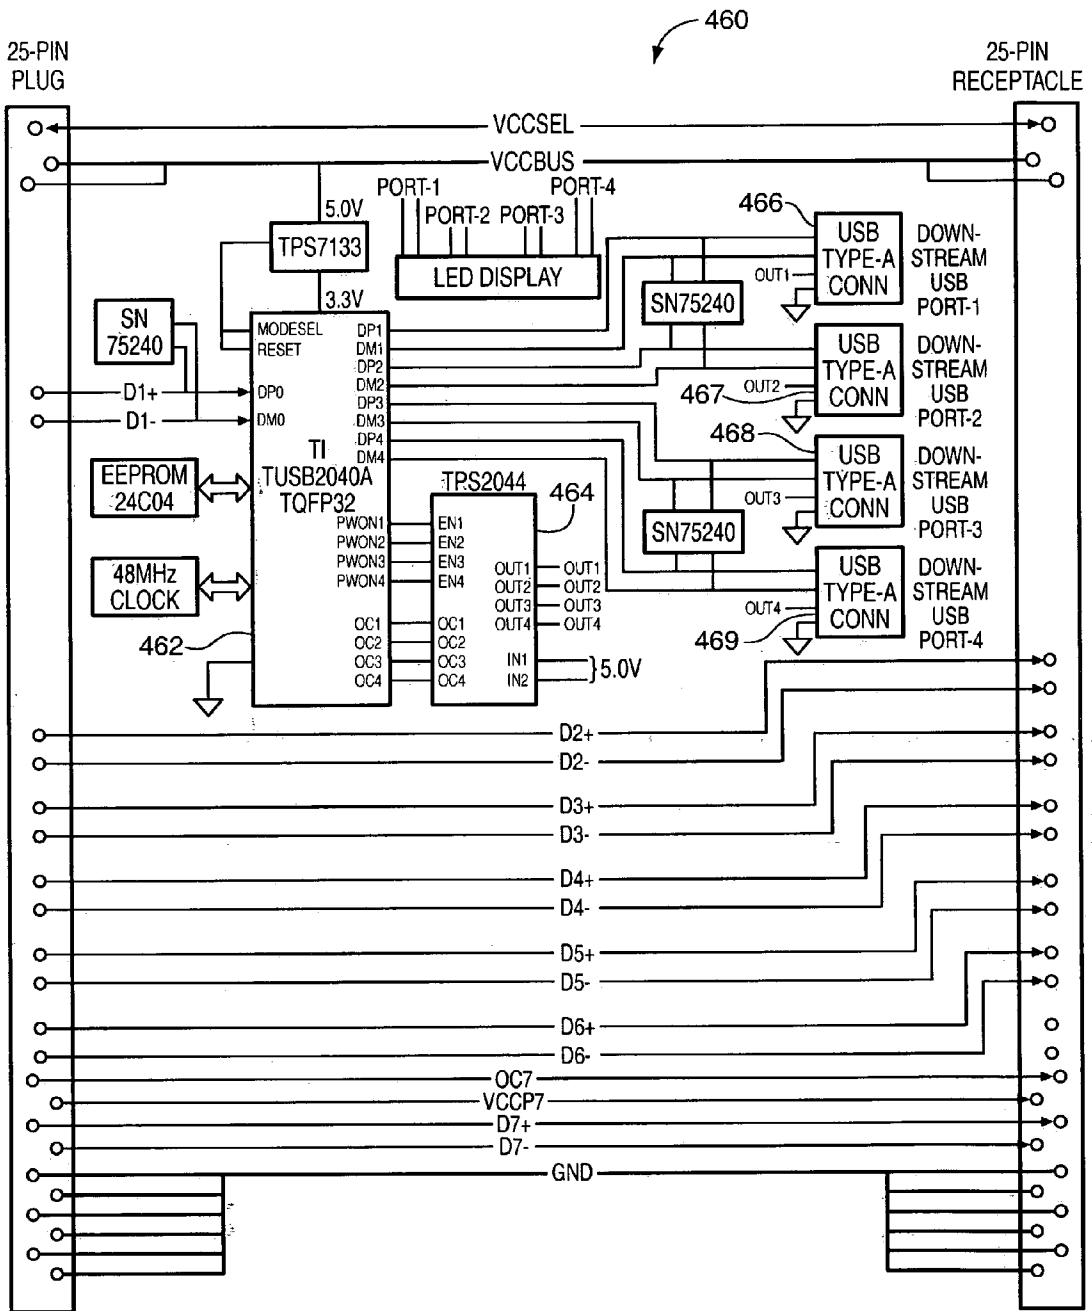 460
25-PIN
PLUG
25-PIN
RECEPTACLE
VCCSEL
VCCBUS
PORT-1
PORT-4
PORT-2
PORT-3
5.0V
TPS7133
LED DISPLAY
3.3V
466
USB
TYPE-A
CONN
OUT1
DOWN-
STREAM
USB
PORT-1
SN75240
SN
75240
MODESEL
RESET
DP0
DM0
D1+
D1-
DP1
DM1
DP2
DM2
DP3
DM3
DP4
DM4
USB
TYPE-A
CONN
OUT2
467
DOWN-
STREAM
USB
PORT-2
468
USB
TYPE-A
CONN
OUT3
DOWN-
STREAM
USB
PORT-3
TI
TUSB2040A
TQFP32
EEPROM
24C04
48MHz
CLOCK
462
TPS2044
464
SN75240
PWON1
PWON2
PWON3
PWON4
EN1
EN2
EN3
EN4
OUT1
OUT2
OUT3
OUT4
OUT1
OUT2
OUT3
OUT4
OC1
OC2
OC3
OC4
OC1
OC2
OC3
OC4
IN1
IN2
5.0V
USB
TYPE-A
CONN
OUT4
469
DOWN-
STREAM
USB
PORT-4
D2+
D2-
D3+
D3-
D4+
D4-
D5+
D5-
D6+
D6-
OC7
VCCP7
D7+
D7-
GND